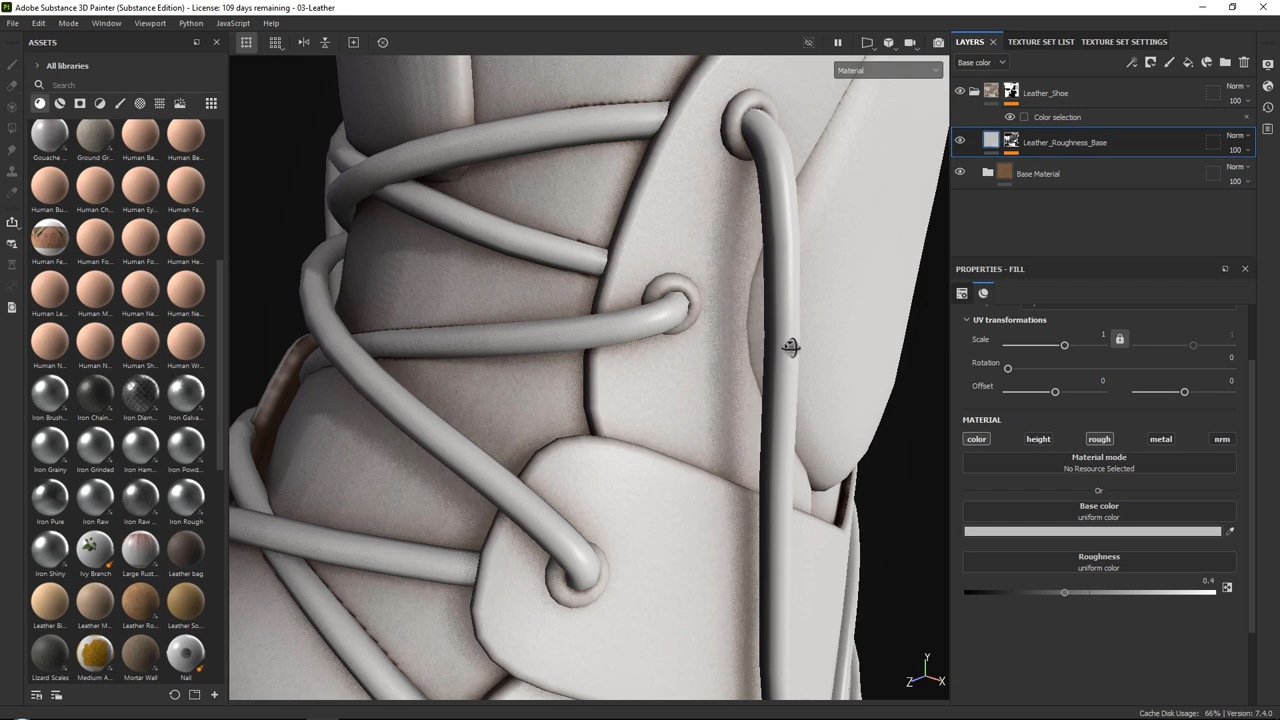 Adobe Substance 3D Painter (Substance Edition) - License: 109 days remaining - 03-Leather
File Edit Mode Window Viewport Python JavaScript Help
ASSETS
All libraries
Search
Gouache ... Ground Gr... Human Ba... Human Be...
Human Bu... Human Ch... Human Ey... Human Fa...
Human Fe... Human Fo... Human Fo... Human He...
Human Le... Human M... Human Ne... Human Ne...
Human N... Human N... Human Sh... Human Wr...
Iron Brush... Iron Chain... Iron Diam... Iron Galva...
Iron Grainy Iron Grinded Iron Ham... Iron Powd...
Iron Pure Iron Raw Iron Raw ... Iron Rough
Iron Shiny Ivy Branch Large Rust... Leather bag
Leather Bi... Leather M... Leather Ro... Leather So...
Lizard Scales Medium A... Mortar Wall Nail
Material
Y
Z X
LAYERS TEXTURE SET LIST TEXTURE SET SETTINGS
Base color
Leather_Shoe Norm 100
Color selection
Leather_Roughness_Base Norm 100
Base Material Norm 100
PROPERTIES - FILL
UV transformations
Scale 1 1
Rotation 0
Offset 0 0
MATERIAL
color height rough metal nrm
Material mode
No Resource Selected
Or
Base color
uniform color
Roughness
uniform color
0.4
Cache Disk Usage: 66% | Version: 7.4.0